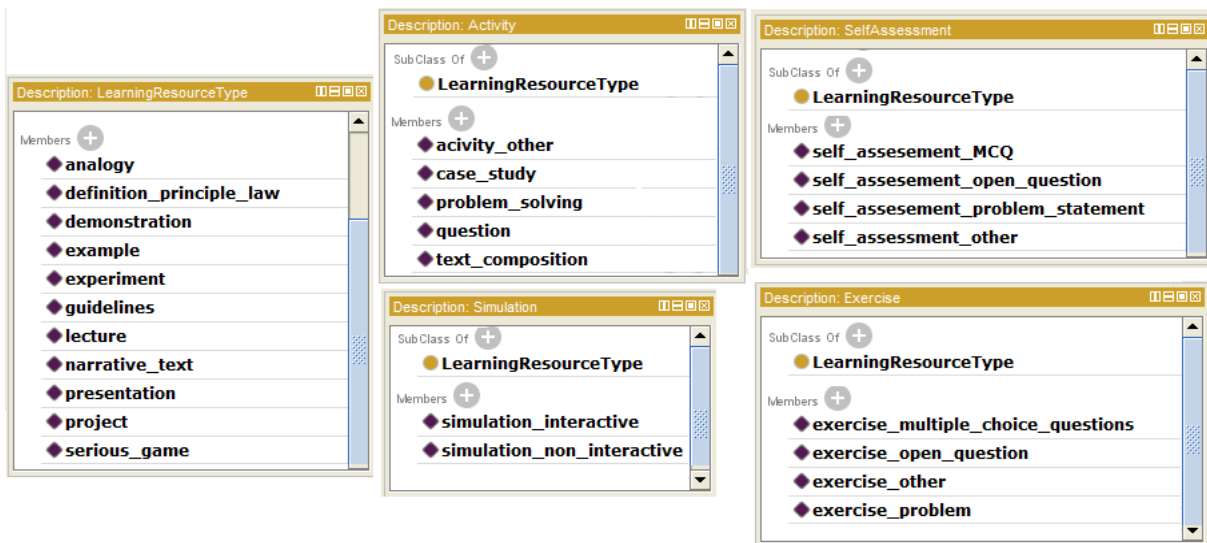 Description: LearningResourceType
Members
analogy
definition_principle_law
demonstration
example
experiment
guidelines
lecture
narrative_text
presentation
project
serious_game
Description: Activity
SubClass Of
LearningResourceType
Members
acivity_other
case_study
problem_solving
question
text_composition
Description: Simulation
SubClass Of
LearningResourceType
Members
simulation_interactive
simulation_non_interactive
Description: SelfAssessment
SubClass Of
LearningResourceType
Members
self_assesement_MCQ
self_assesement_open_question
self_assesement_problem_statement
self_assessment_other
Description: Exercise
SubClass Of
LearningResourceType
Members
exercise_multiple_choice_questions
exercise_open_question
exercise_other
exercise_problem